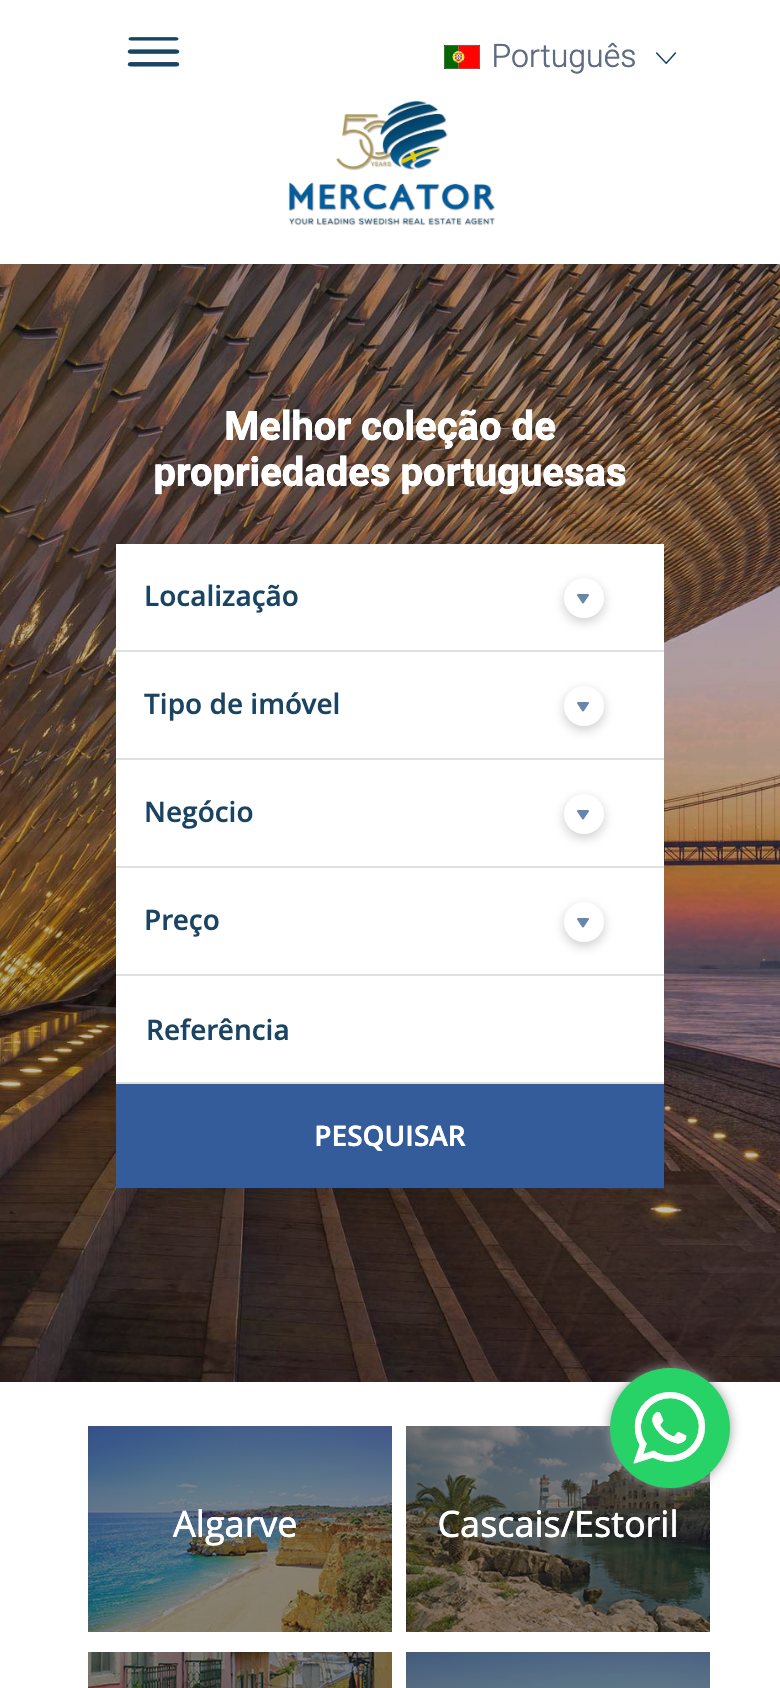 Português
50
YEARS
MERCATOR
YOUR LEADING SWEDISH REAL ESTATE AGENT
Melhor coleção de
propriedades portuguesas
Localização
Tipo de imóvel
Negócio
Preço
Referência
PESQUISAR
Algarve
Cascais/Estoril